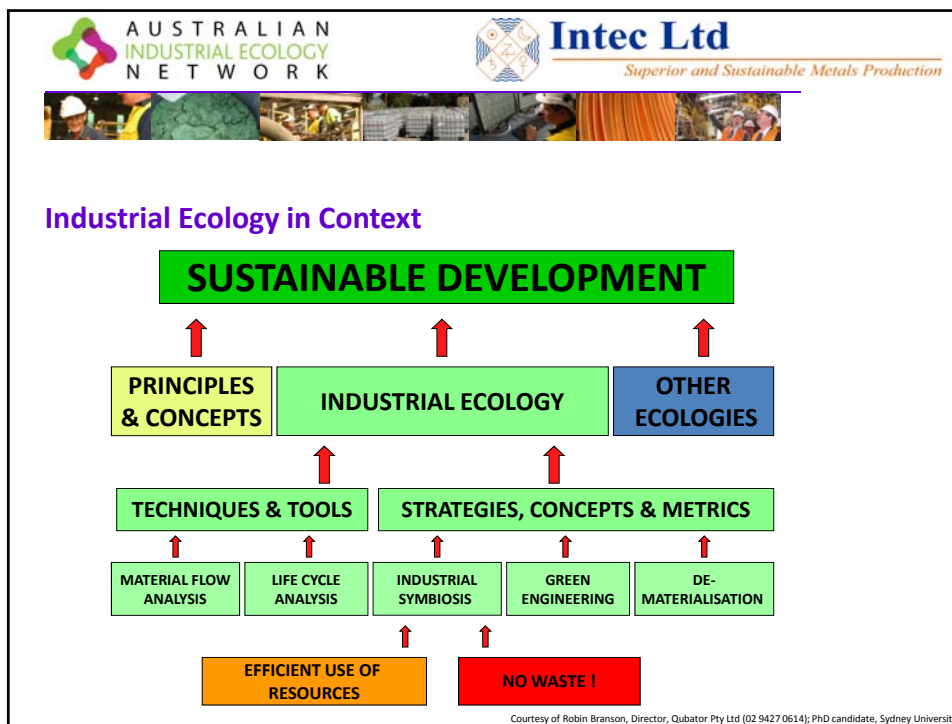 AUSTRALIAN
INDUSTRIAL ECOLOGY
NETWORK
Intec Ltd
Superior and Sustainable Metals Production
Industrial Ecology in Context
SUSTAINABLE DEVELOPMENT
PRINCIPLES
& CONCEPTS
INDUSTRIAL ECOLOGY
OTHER
ECOLOGIES
TECHNIQUES & TOOLS
STRATEGIES, CONCEPTS & METRICS
MATERIAL FLOW
ANALYSIS
LIFE CYCLE
ANALYSIS
INDUSTRIAL
SYMBIOSIS
GREEN
ENGINEERING
DE-
MATERIALISATION
EFFICIENT USE OF
RESOURCES
NO WASTE !
Courtesy of Robin Branson, Director, Qubator Pty Ltd (02 9427 0614); PhD candidate, Sydney Universit